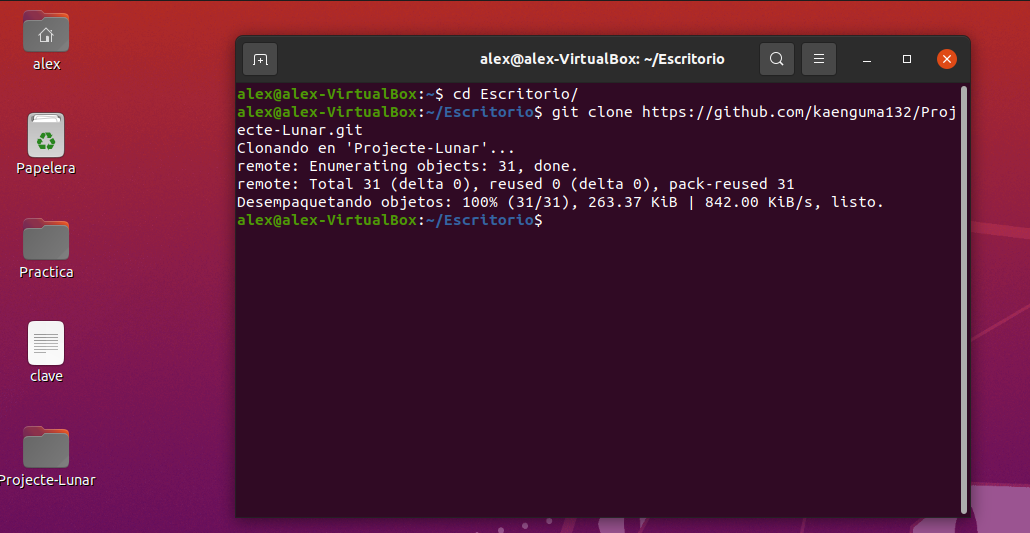 alex
Papelera
Practica
clave
Projecte-Lunar
alex@alex-VirtualBox: ~/Escritorio
alex@alex-VirtualBox:~$ cd Escritorio/
alex@alex-VirtualBox:~/Escritorio$ git clone https://github.com/kaenguma132/Proj
ecte-Lunar.git
Clonando en 'Projecte-Lunar'...
remote: Enumerating objects: 31, done.
remote: Total 31 (delta 0), reused 0 (delta 0), pack-reused 31
Desempaquetando objetos: 100% (31/31), 263.37 KiB | 842.00 KiB/s, listo.
alex@alex-VirtualBox:~/Escritorio$